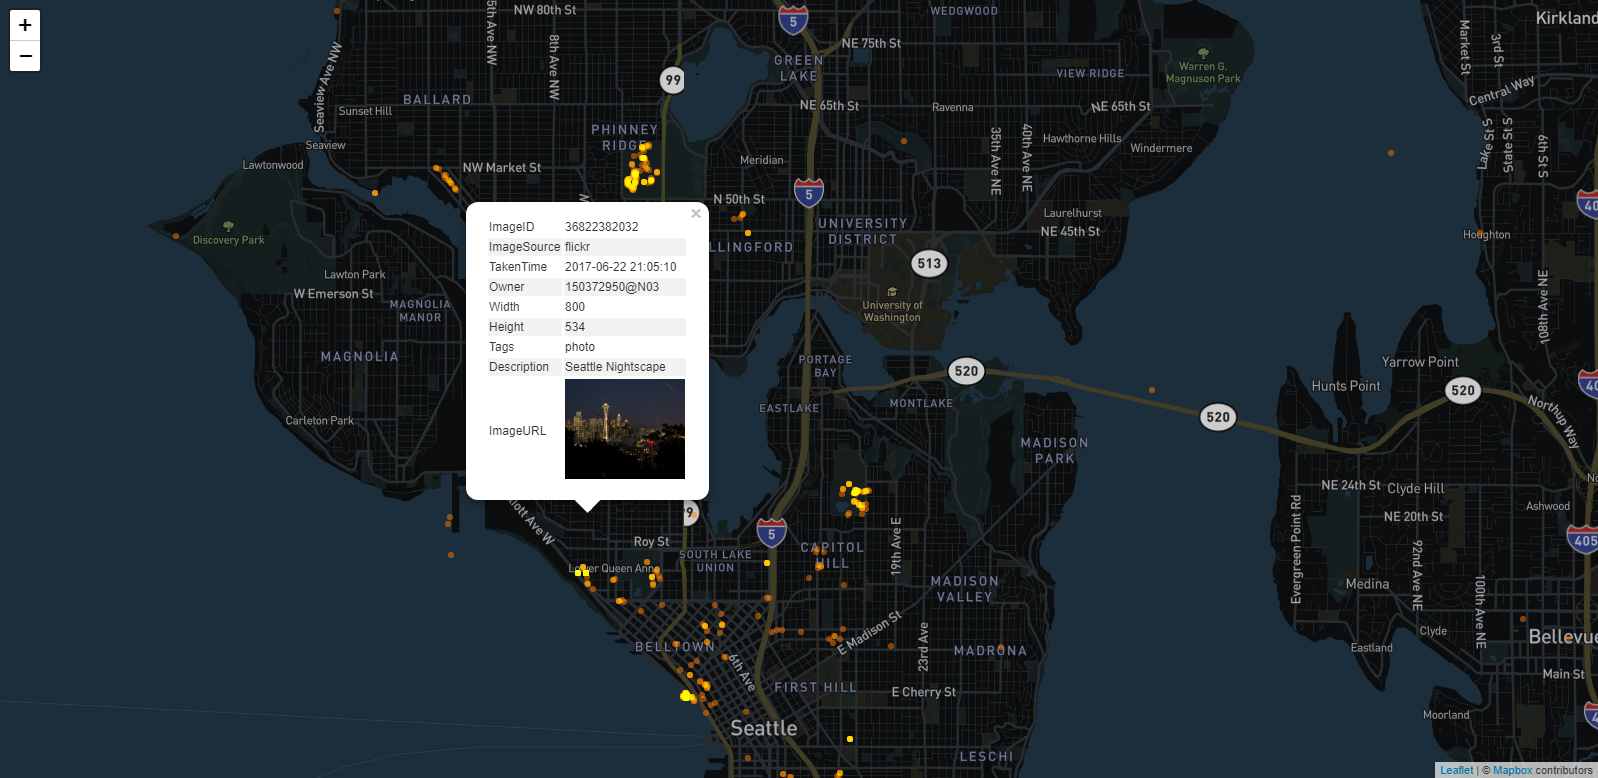 +
−
NW 80th St
15th Ave NW
8th Ave NW
Seaview Ave NW
BALLARD
Sunset Hill
Seaview
Lawtonwood
NW Market St
99
PHINNEY
RIDGE
GREEN
LAKE
5
WEDGWOOD
NE 75th St
VIEW RIDGE
Warren G.
Magnuson Park
NE 65th St
Ravenna
NE 65th St
35th Ave NE
40th Ave NE
Hawthorne Hills
Windermere
Meridian
N 50th St
5
UNIVERSITY
DISTRICT
Laurelhurst
NE 45th St
513
University of
Washington
Kirkland
Market St
3rd St
Central Way
Lake St S
State St S
6th St S
Houghton
108th Ave NE
Discovery Park
Lawton Park
W Emerson St
MAGNOLIA
MANOR
MAGNOLIA
Carleton Park
×
ImageID 36822382032
ImageSource flickr
TakenTime 2017-06-22 21:05:10
Owner 150372950@N03
Width 800
Height 534
Tags photo
Description Seattle Nightscape
ImageURL
LLINGFORD
PORTAGE
BAY
EASTLAKE
MONTLAKE
520
520
520
MADISON
PARK
Hunts Point
Yarrow Point
Northup Way
NE 24th St
Clyde Hill
NE 20th St
Ashwood
405
Evergreen Point Rd
92nd Ave NE
100th Ave NE
Medina
Clyde
Eastland
Bellevue
Main St
Moorland
Roy St
Lower Queen Anne
SOUTH LAKE
UNION
5
CAPITOL
HILL
19th Ave E
MADISON
VALLEY
E Madison St
23rd Ave
MADRONA
BELLTOWN
6th Ave
FIRST HILL
E Cherry St
Seattle
LESCHI
Leaflet | © Mapbox contributors